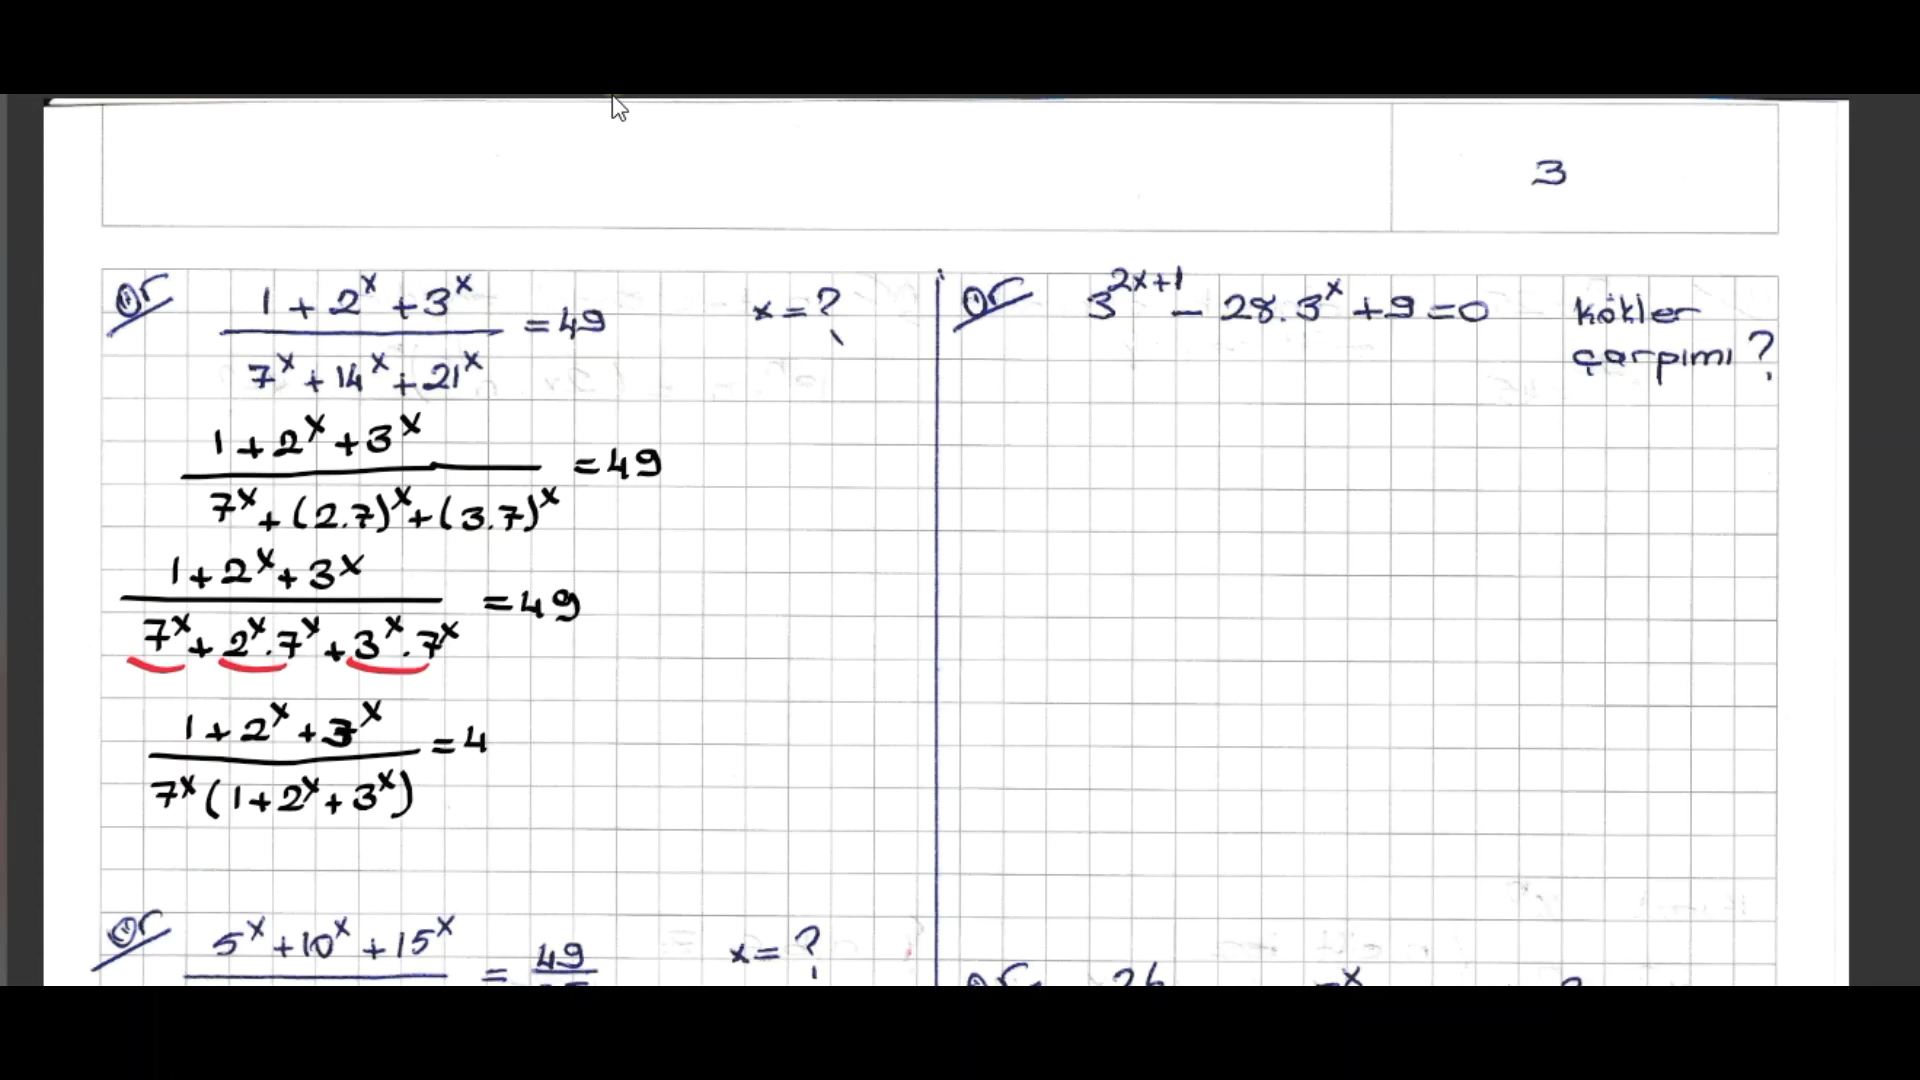 3
Ör 1 + 2^x + 3^x / 7^x + 14^x + 21^x = 49 x = ?
1 + 2^x + 3^x / 7^x + (2.7)^x + (3.7)^x = 49
1 + 2^x + 3^x / 7^x + 2^x . 7^x + 3^x . 7^x = 49
1 + 2^x + 3^x / 7^x (1 + 2^x + 3^x) = 4
Ör 5^x + 10^x + 15^x = 49 x = ?
Ör 3^2x+1 - 28 . 3^x + 9 = 0 kökler
çarpımı ?